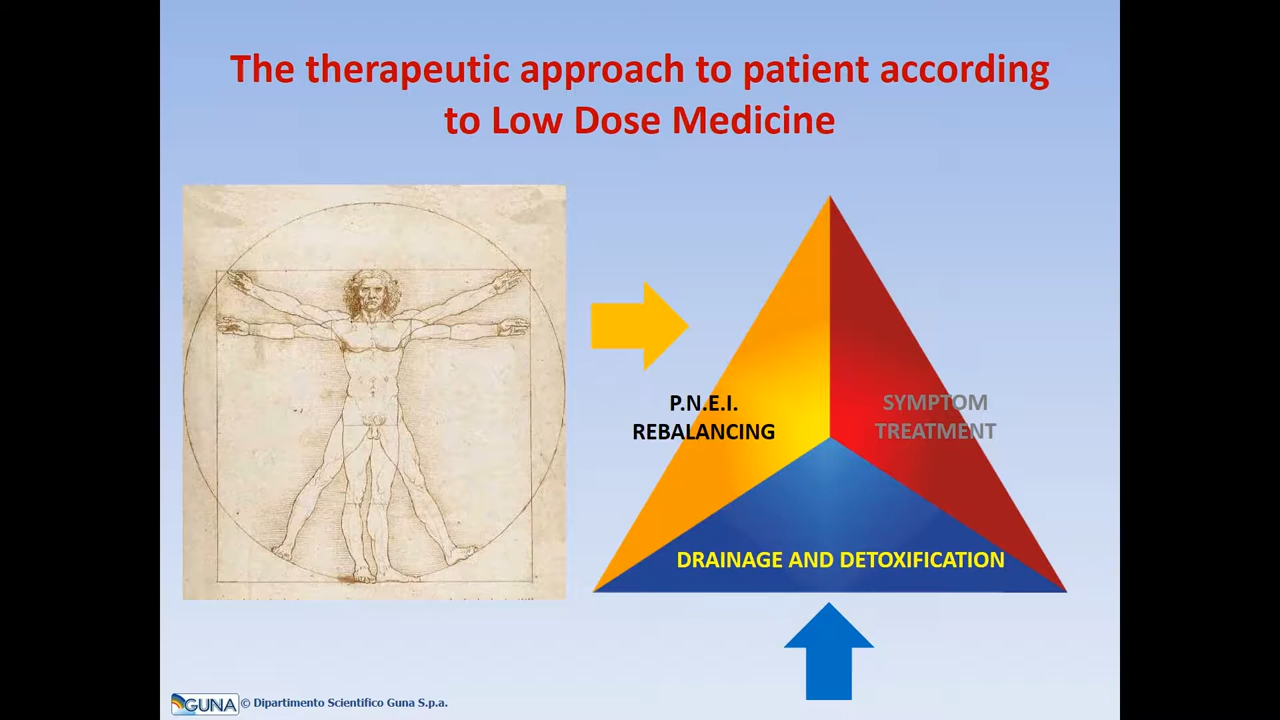 The therapeutic approach to patient according
to Low Dose Medicine
P.N.E.I.
REBALANCING
SYMPTOM
TREATMENT
DRAINAGE AND DETOXIFICATION
GUNA © Dipartimento Scientifico Guna S.p.a.